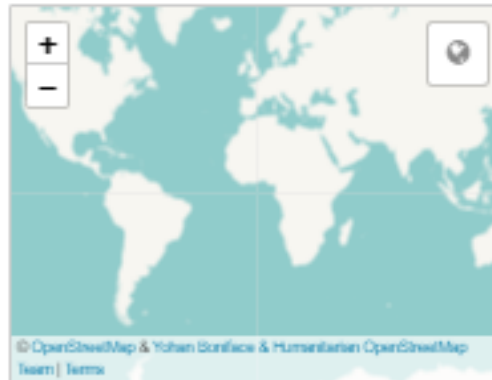 +
−
© OpenStreetMap & Yohan Boniface & Humanitarian OpenStreetMap
Team | Terms